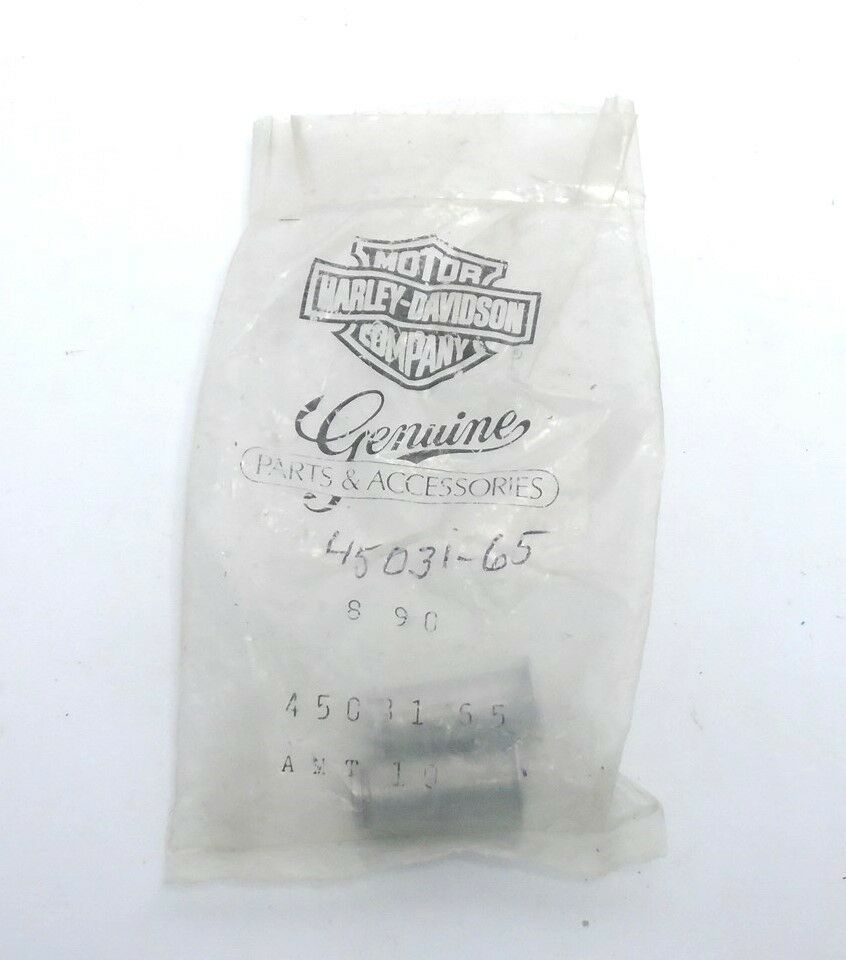 MOTOR
HARLEY-DAVIDSON
COMPANY
®
Genuine
PARTS & ACCESSORIES
45031-65
8 90
45031 65
AMT 10